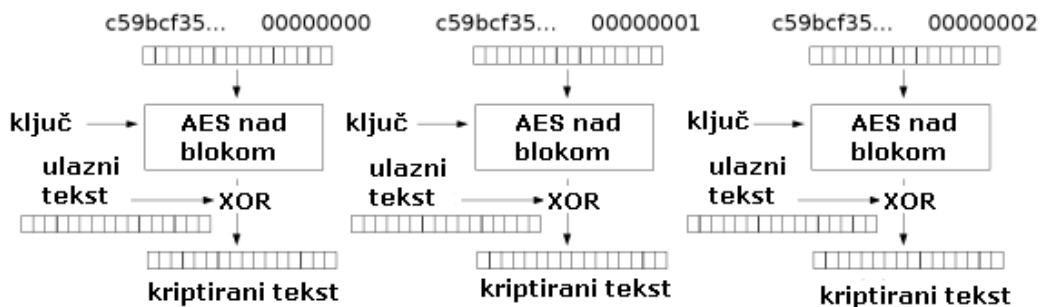 c59bcf35... 00000000 c59bcf35... 00000001 c59bcf35... 00000002
ključ AES nad blokom ključ AES nad blokom ključ AES nad blokom
ulazni tekst XOR ulazni tekst XOR ulazni tekst XOR
kriptirani tekst kriptirani tekst kriptirani tekst